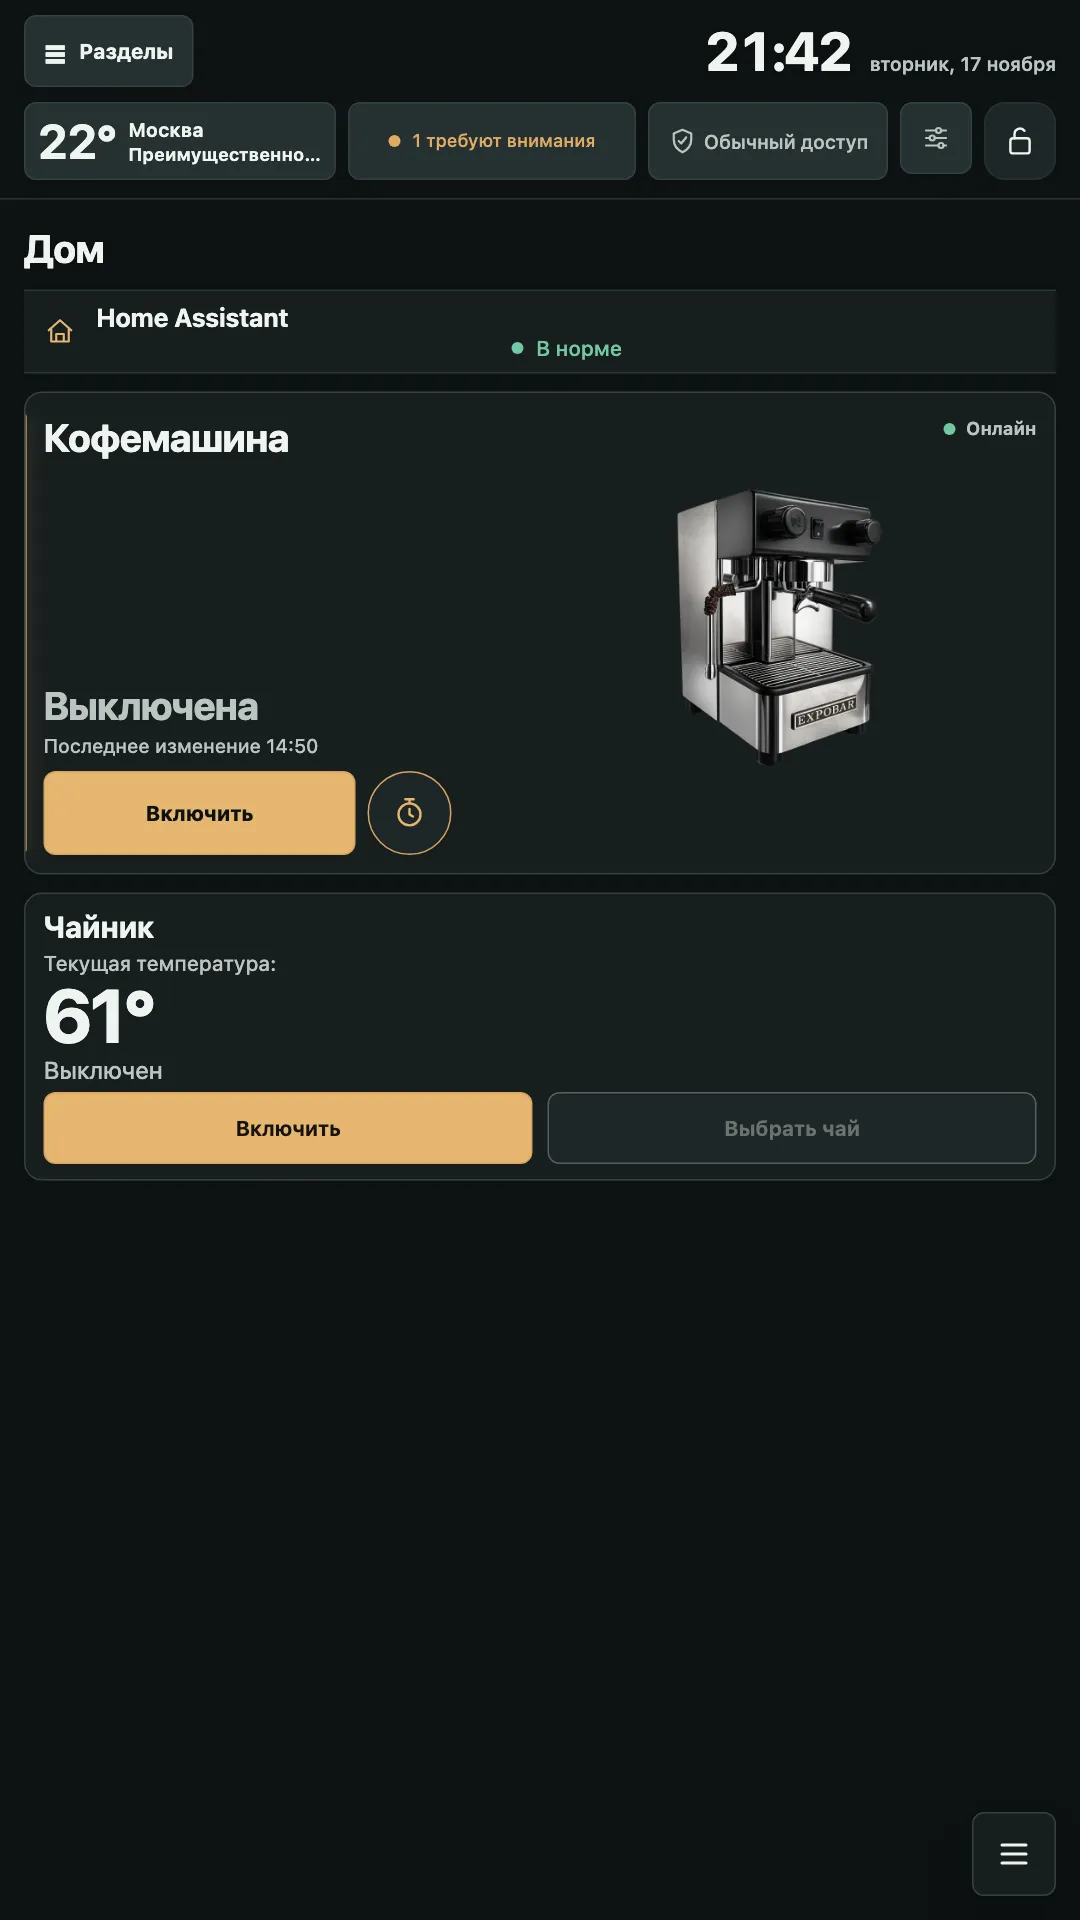 Разделы
21:42 вторник, 17 ноября
22° Москва
Преимущественно...
1 требуют внимания
Обычный доступ
Дом
Home Assistant
В норме
Кофемашина
Онлайн
EXPOBAR
Выключена
Последнее изменение 14:50
Включить
Чайник
Текущая температура:
61°
Выключен
Включить
Выбрать чай